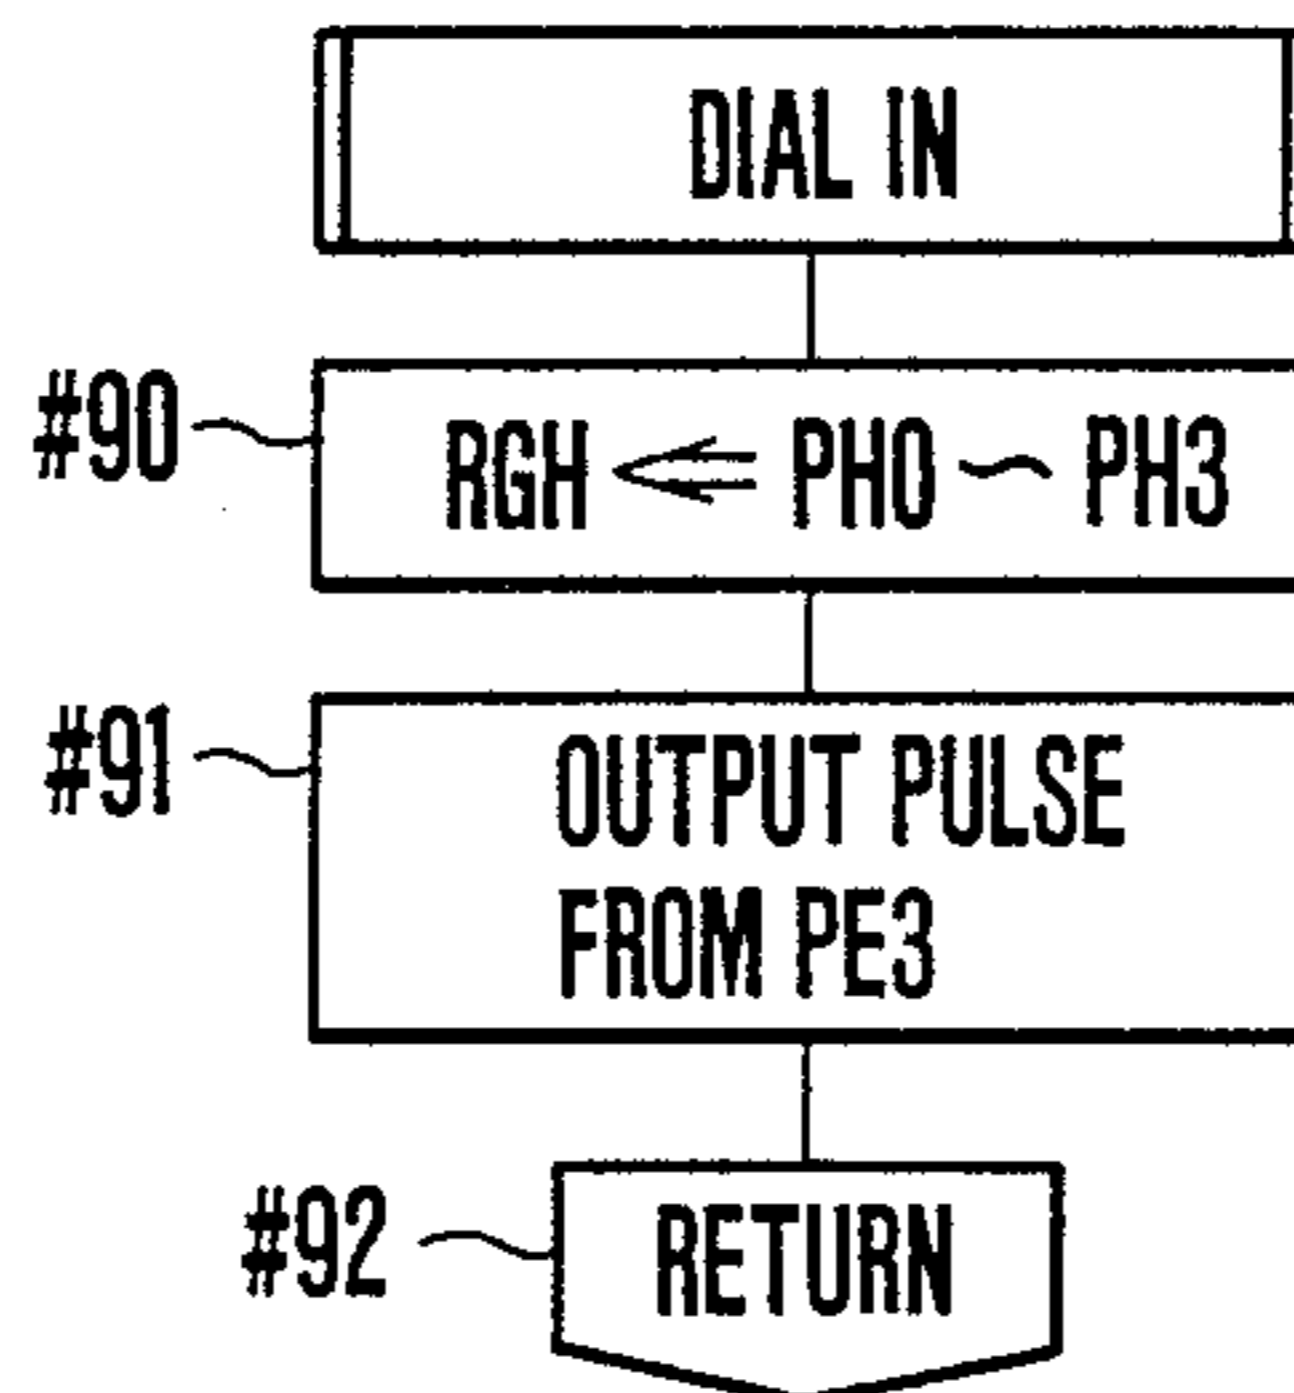 DIAL IN
#90
RGH ⇐ PH0 ~ PH3
#91
OUTPUT PULSE
FROM PE3
#92
RETURN